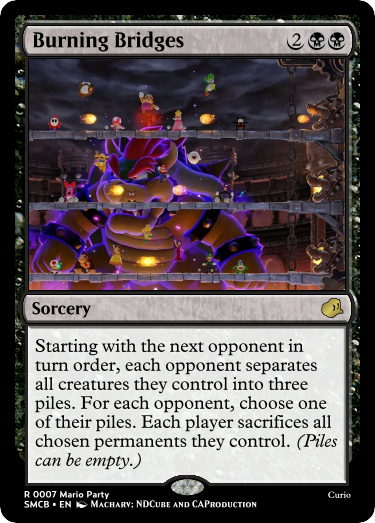 Burning Bridges 2
Sorcery
Starting with the next opponent in
turn order, each opponent separates
all creatures they control into three
piles. For each opponent, choose one
of their piles. Each player sacrifices all
chosen permanents they control. (Piles
can be empty.)
R 0007 Mario Party
SMCB • EN Machary; NDCube and CAProduction
Curio